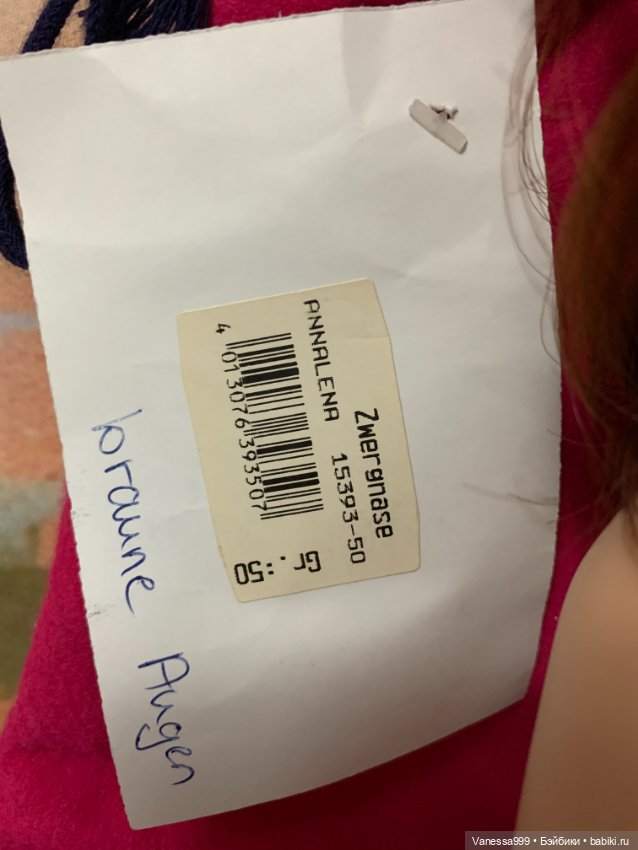 Zwergnase
ANNALENA 15393-50
4 013076 393507
Gr.:50
braune Augen
Vanessa999 • Бэйбики • babiki.ru